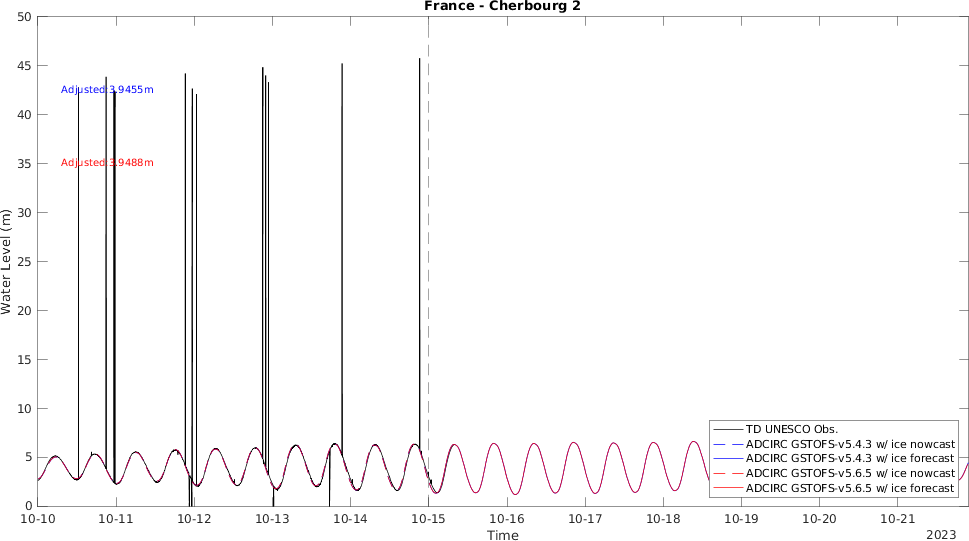 France - Cherbourg 2
50
45
40
35
30
25
20
15
10
5
0
Water Level (m)
Adjusted:3.9455m
Adjusted:3.9488m
TD UNESCO Obs.
ADCIRC GSTOFS-v5.4.3 w/ ice nowcast
ADCIRC GSTOFS-v5.4.3 w/ ice forecast
ADCIRC GSTOFS-v5.6.5 w/ ice nowcast
ADCIRC GSTOFS-v5.6.5 w/ ice forecast
10-10 10-11 10-12 10-13 10-14 10-15 10-16 10-17 10-18 10-19 10-20 10-21
Time
2023